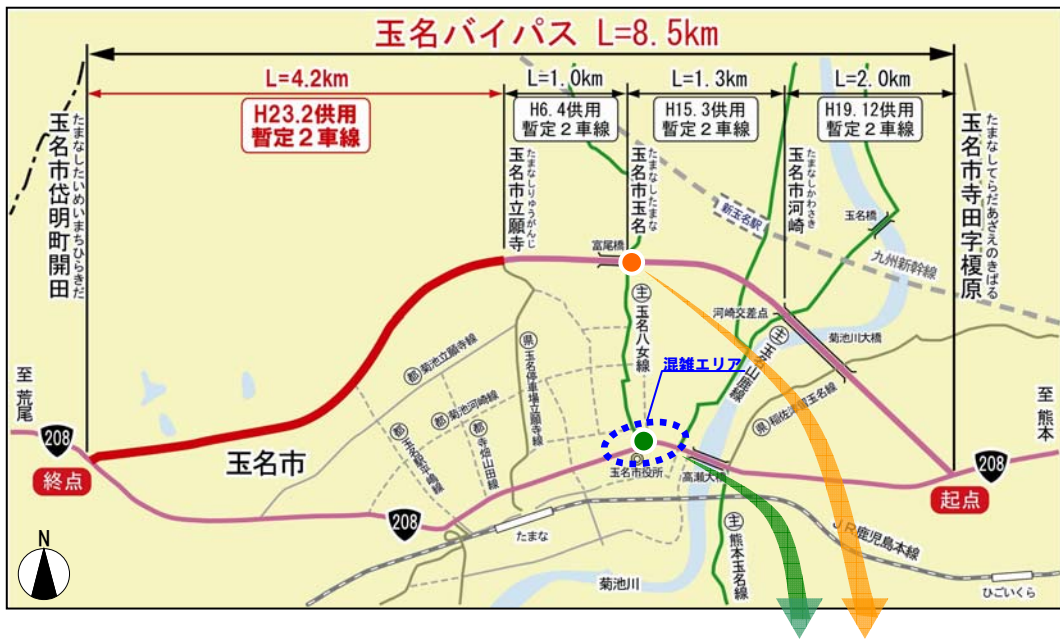 玉名バイパス L=8.5km
L=4.2km
L=1.0km
L=1.3km
L=2.0km
H23.2供用
暫定２車線
H6.4供用
暫定２車線
H15.3供用
暫定２車線
H19.12供用
暫定２車線
玉名市岱明町開田
たまなしたいめいまちひらきだ
玉名市立願寺
たまなしりゅうがんじ
玉名市玉名
たまなしたまな
玉名市河崎
たまなしかわさき
玉名市寺田字榎原
たまなしてらだあざえのきばる
新玉名駅
玉名橋
九州新幹線
富尾橋
主 玉名八女線
河崎交差点
菊池川大橋
主 玉名山鹿線
都 菊池立願寺線
県 玉名停車場立願寺線
混雑エリア
都 菊池河崎線
都 寺畑山田線
都 玉名駅平崎線
至 荒尾
208
終点
玉名市
玉名市役所
高瀬大橋
至 熊本
208
起点
208
たまな
ＪＲ鹿児島本線
主 熊本玉名線
菊池川
ひごいくら
N